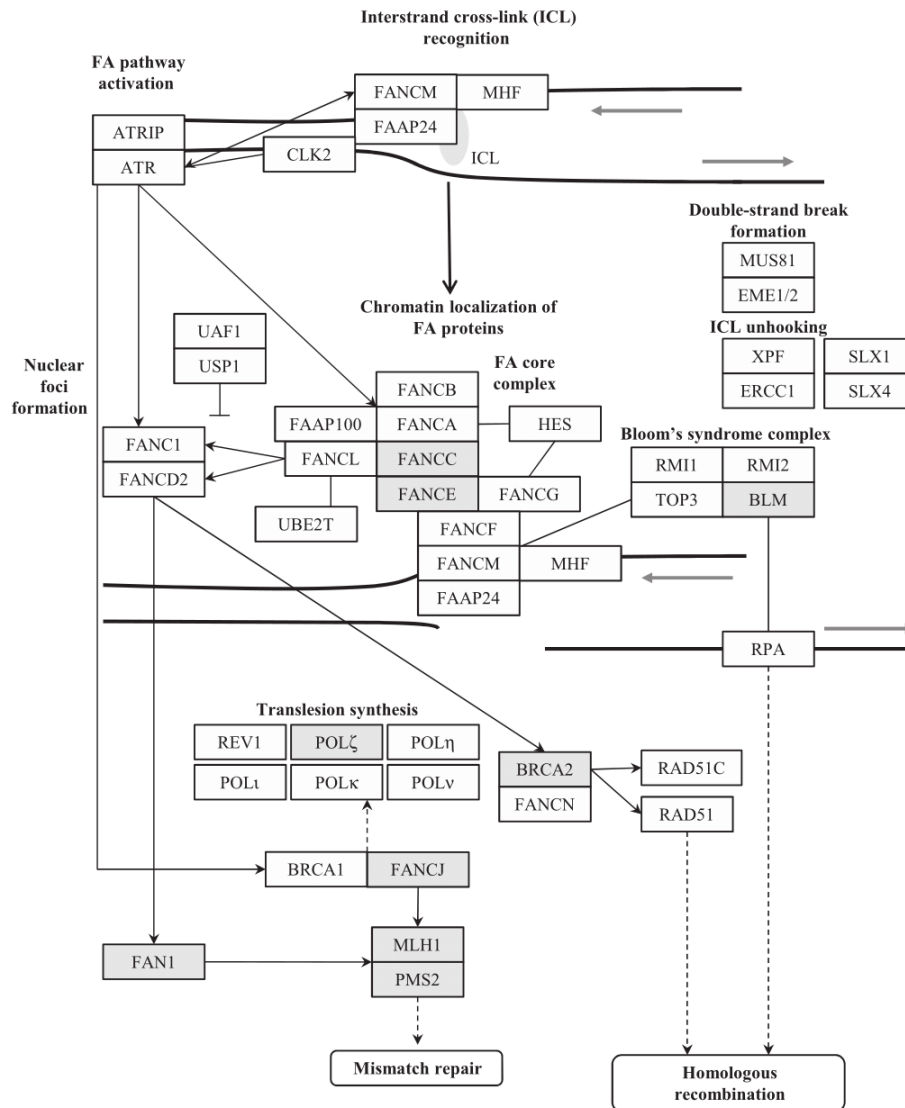 Interstrand cross-link (ICL)
recognition
FA pathway
activation
FANCM
MHF
FAAP24
ATRIP
ATR
CLK2
ICL
Double-strand break
formation
MUS81
EME1/2
Chromatin localization of
FA proteins
ICL unhooking
XPF
SLX1
ERCC1
SLX4
UAF1
USP1
Nuclear
foci
formation
FA core
complex
FANCB
FAAP100
FANCA
HES
FANCL
FANCC
FANCE
FANCG
UBE2T
FANC1
FANCD2
Bloom's syndrome complex
RMI1
RMI2
TOP3
BLM
FANCF
FANCM
MHF
FAAP24
RPA
Translesion synthesis
REV1
POLζ
POLη
POLι
POLκ
POLν
BRCA2
FANCN
RAD51C
RAD51
BRCA1
FANCJ
FAN1
MLH1
PMS2
Mismatch repair
Homologous
recombination